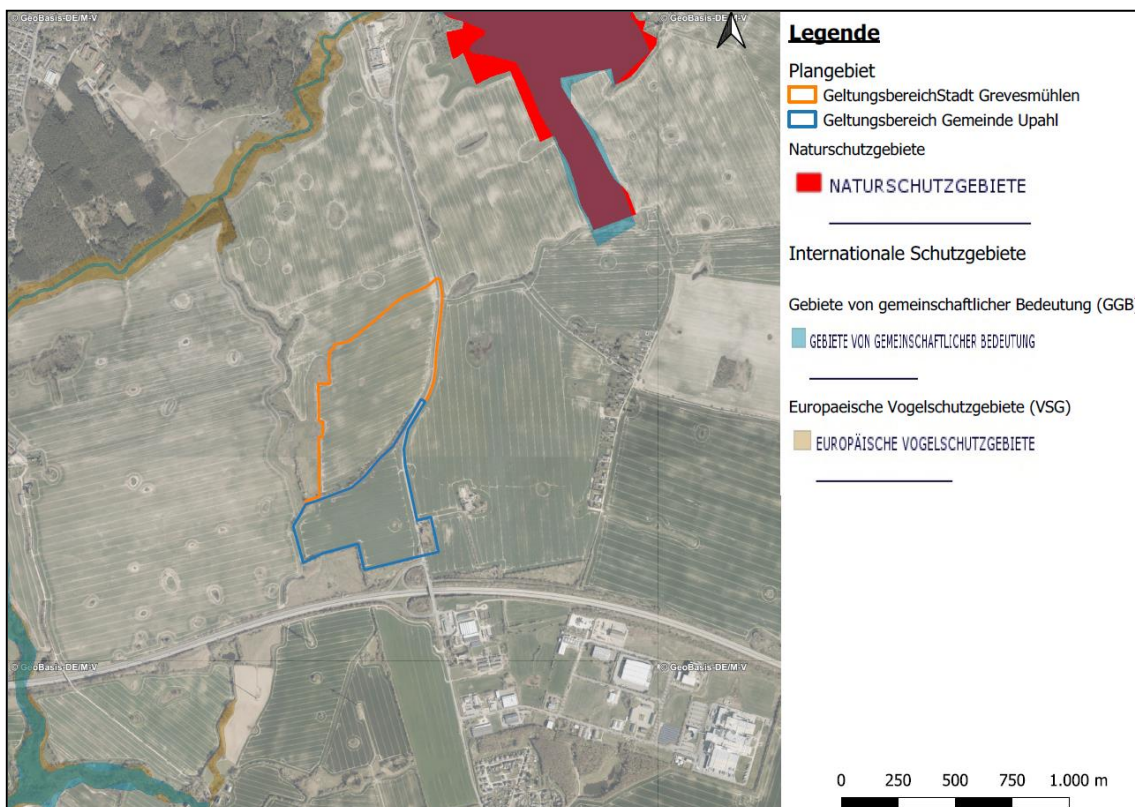 © GeoBasis-DE/M-V
© GeoBasis-DE/M-V
Legende
Plangebiet
GeltungsbereichStadt Grevesmühlen
Geltungsbereich Gemeinde Upahl
Naturschutzgebiete
NATURSCHUTZGEBIETE
Internationale Schutzgebiete
Gebiete von gemeinschaftlicher Bedeutung (GGB)
GEBIETE VON GEMEINSCHAFTLICHER BEDEUTUNG
Europaeische Vogelschutzgebiete (VSG)
EUROPÄISCHE VOGELSCHUTZGEBIETE
© GeoBasis-DE/M-V
© GeoBasis-DE/M-V
0 250 500 750 1.000 m